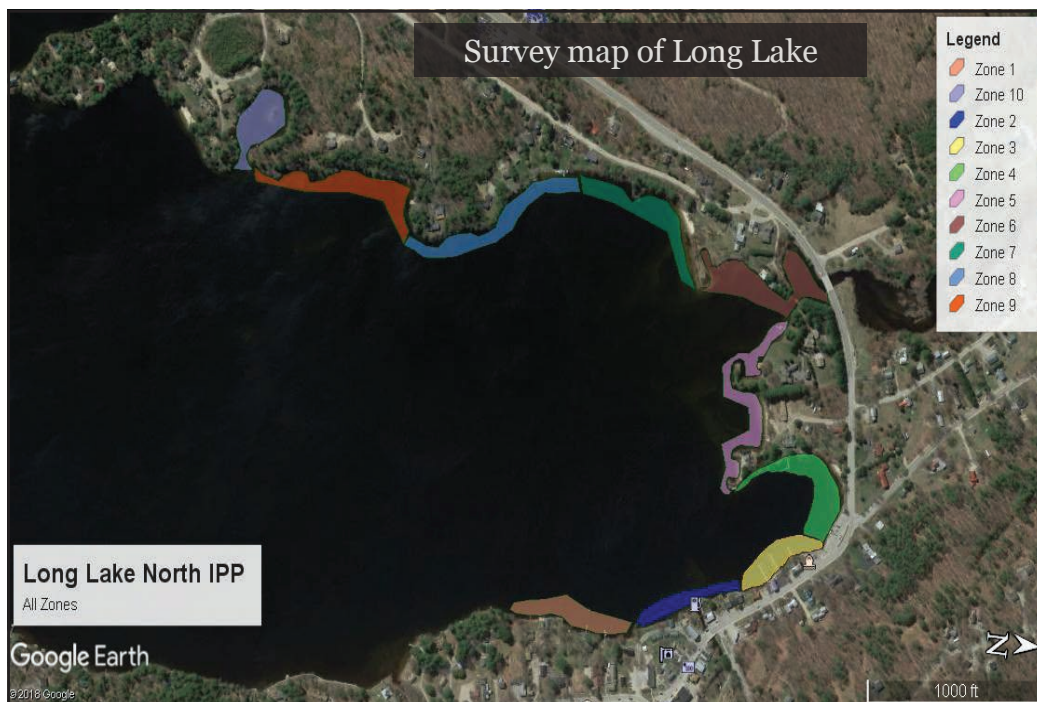 Survey map of Long Lake
Legend
Zone 1
Zone 10
Zone 2
Zone 3
Zone 4
Zone 5
Zone 6
Zone 7
Zone 8
Zone 9
Long Lake North IPP
All Zones
Google Earth
©2018 Google
N
1000 ft